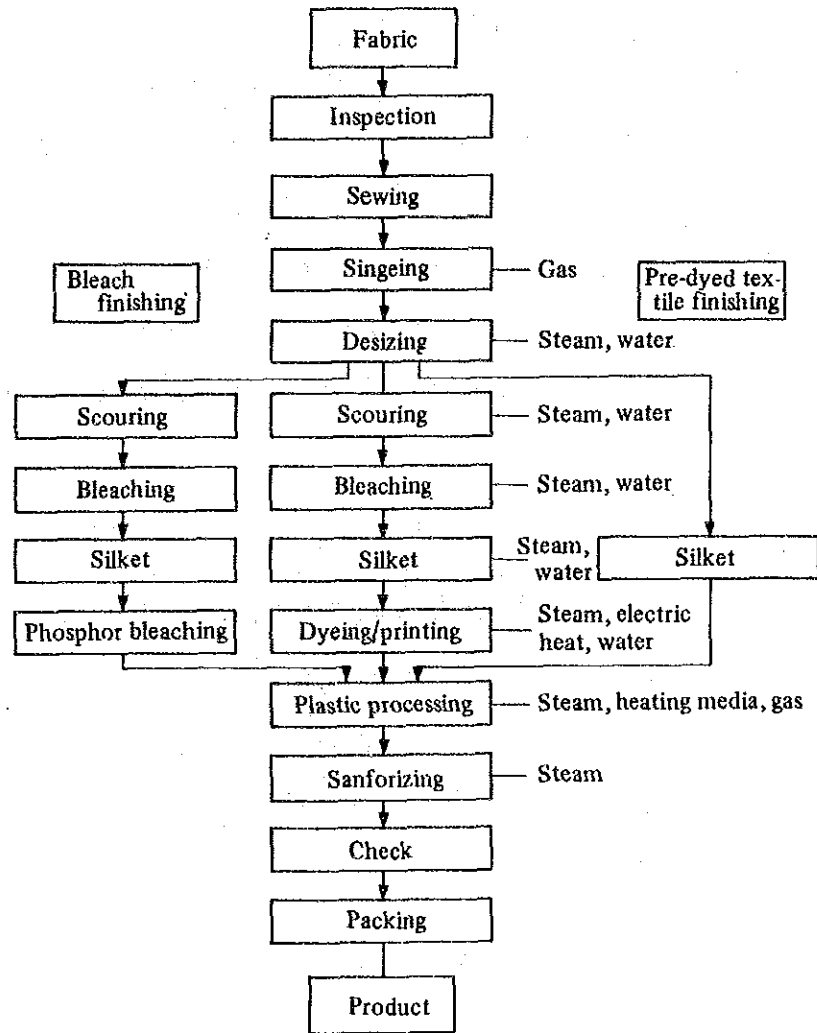 Fabric
Inspection
Sewing
Singeing
Gas
Bleach
finishing
Pre-dyed tex-
tile finishing
Desizing
Steam, water
Scouring
Scouring
Steam, water
Bleaching
Bleaching
Steam, water
Silket
Silket
Steam,
water
Silket
Phosphor bleaching
Dyeing/printing
Steam, electric
heat, water
Plastic processing
Steam, heating media, gas
Sanforizing
Steam
Check
Packing
Product